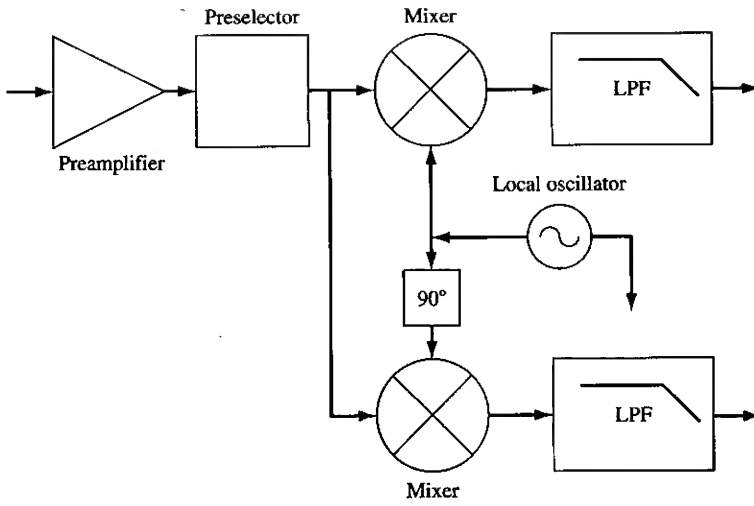 Preselector
Mixer
LPF
Preamplifier
Local oscillator
90°
LPF
Mixer